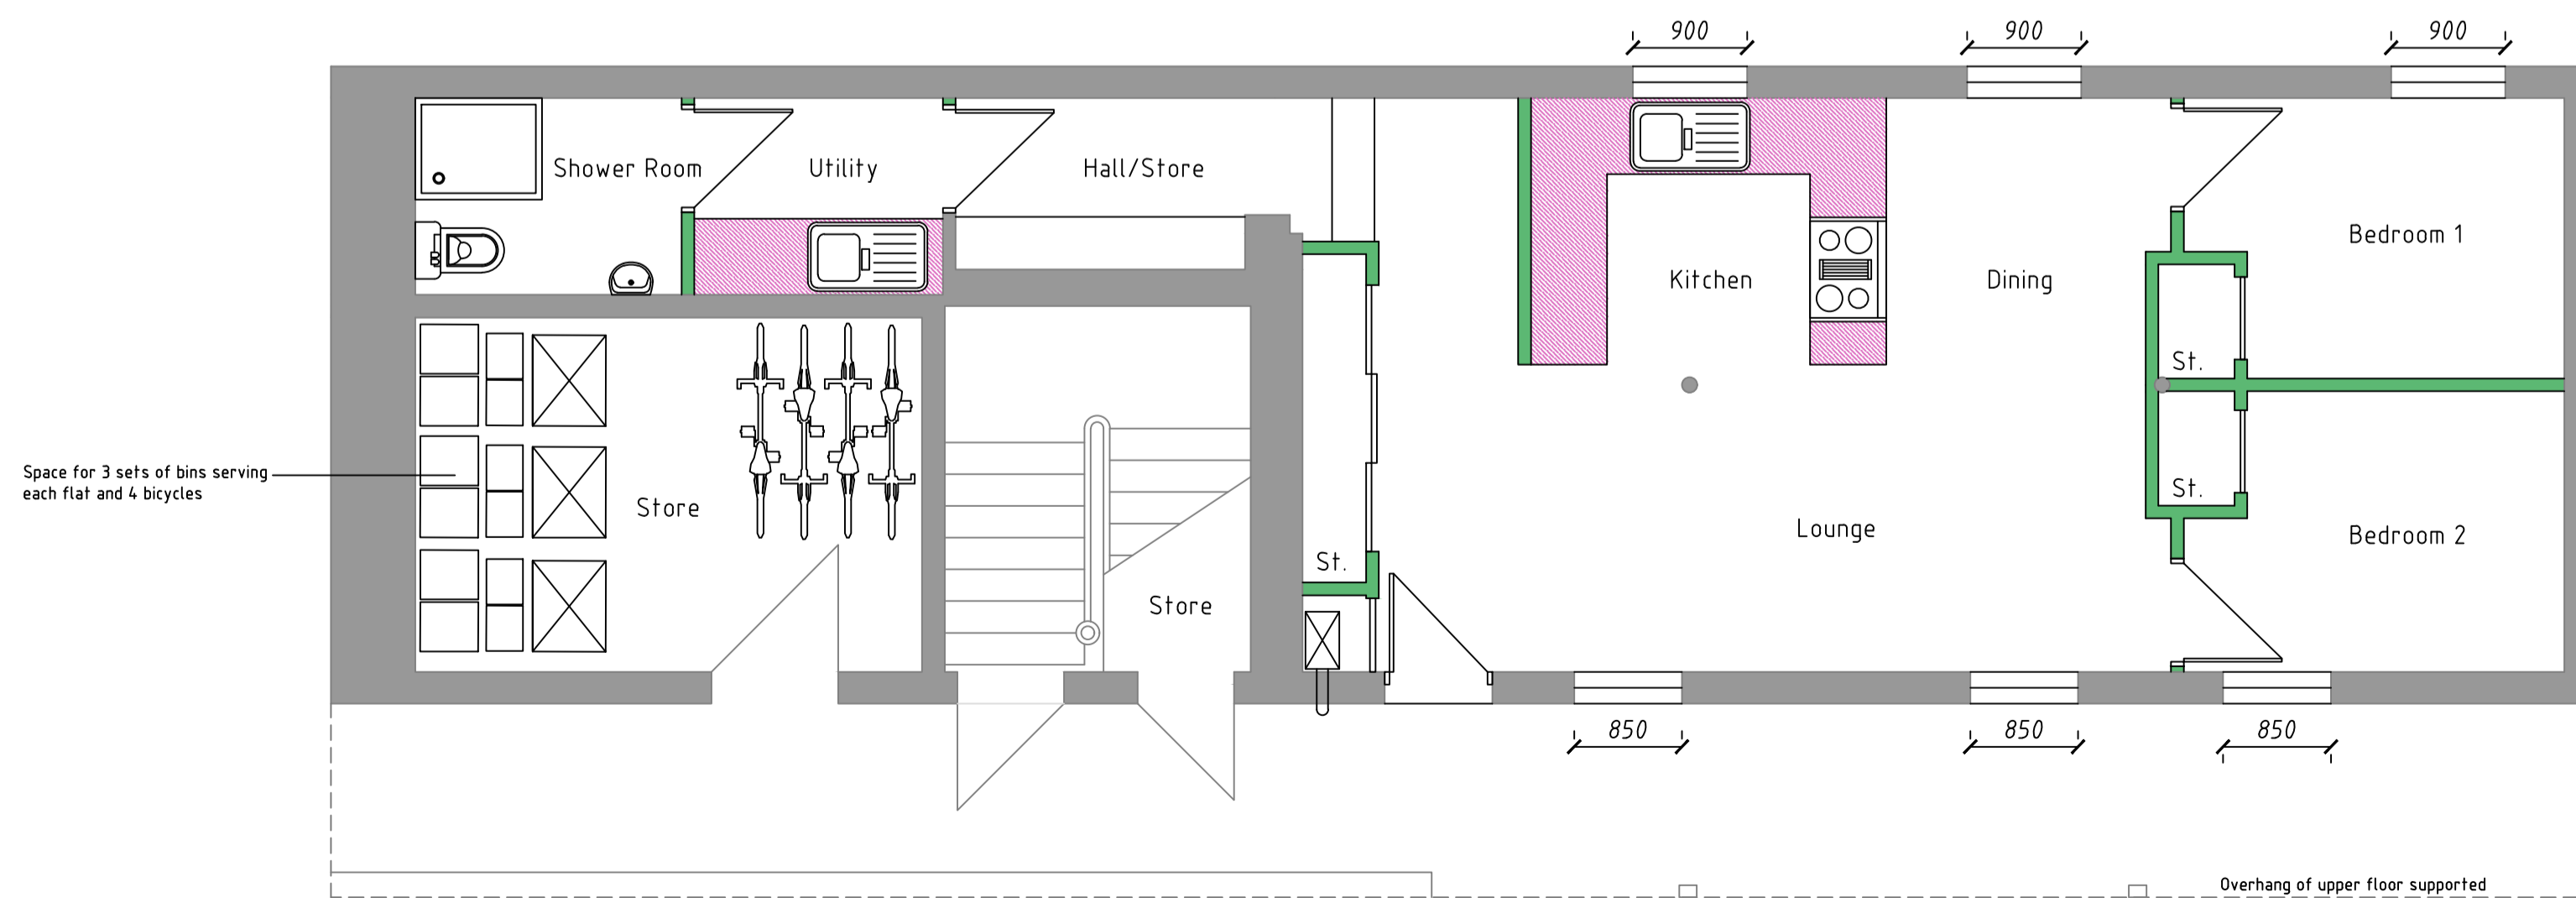 900
900
900
Shower Room
Utility
Hall/Store
Bedroom 1
Kitchen
Dining
St.
Space for 3 sets of bins serving
each flat and 4 bicycles
St.
Store
Lounge
Bedroom 2
St.
Store
850
850
850
Overhang of upper floor supported